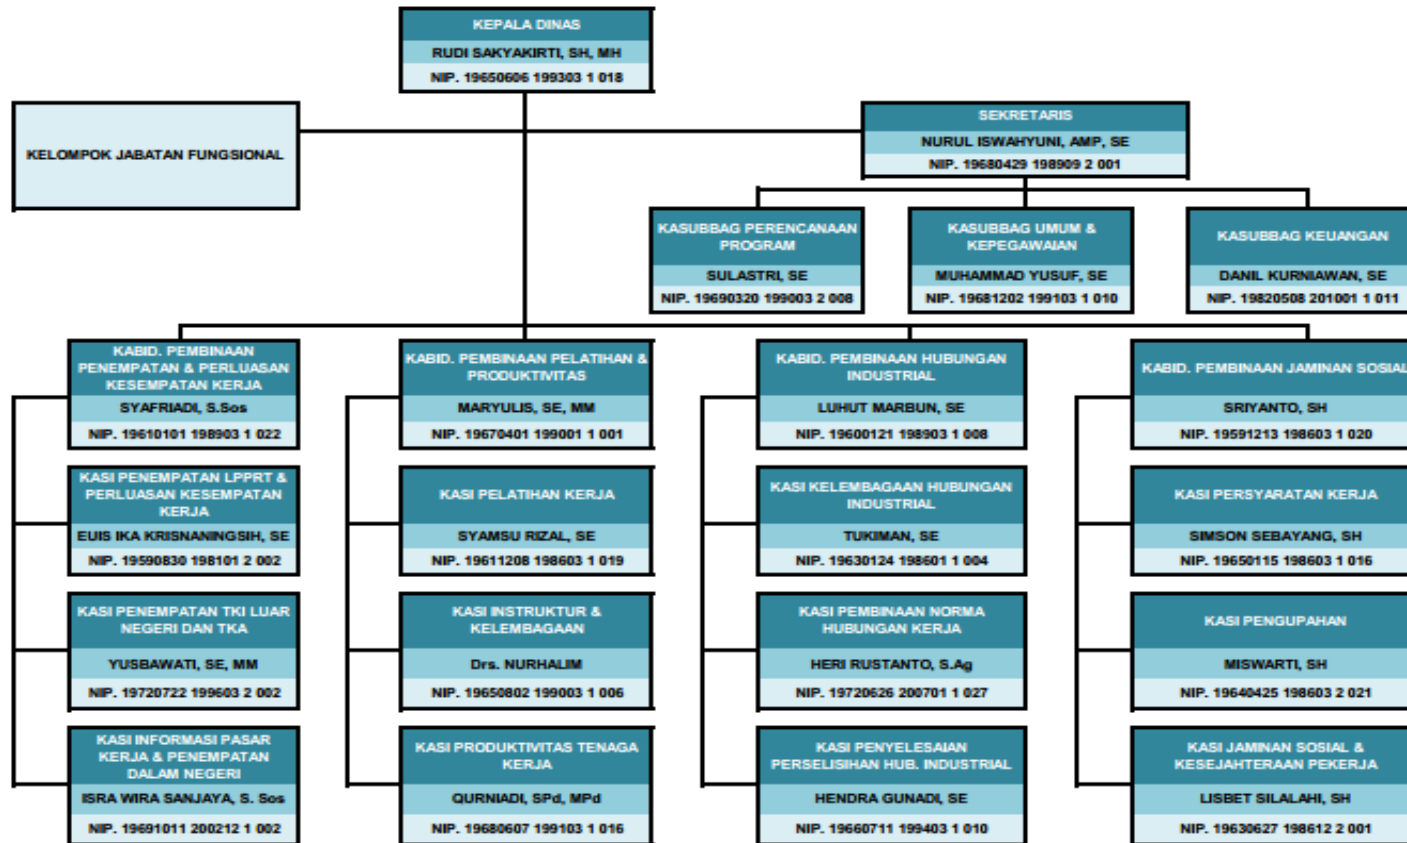 KEPALA DINAS
RUDI SAKYAKIRTI, SH, MH
NIP. 19650606 199303 1 018
KELOMPOK JABATAN FUNGSIONAL
SEKRETARIS
NURUL ISWAHYUNI, AMP, SE
NIP. 19680429 198909 2 001
KASUBBAG PERENCANAAN
PROGRAM
SULASTRI, SE
NIP. 19690320 199003 2 008
KASUBBAG UMUM &
KEPEGAWAIAN
MUHAMMAD YUSUF, SE
NIP. 19681202 199103 1 010
KASUBBAG KEUANGAN
DANIL KURNIAWAN, SE
NIP. 19820508 201001 1 011
KABID. PEMBINAAN
PENEMPATAN & PERLUASAN
KESEMPATAN KERJA
SYAFRIADI, S.Sos
NIP. 19610101 198903 1 022
KABID. PEMBINAAN PELATIHAN &
PRODUKTIVITAS
MARYULIS, SE, MM
NIP. 19670401 199001 1 001
KABID. PEMBINAAN HUBUNGAN
INDUSTRIAL
LUHUT MARBUN, SE
NIP. 19600121 198903 1 008
KABID. PEMBINAAN JAMINAN SOSIAL
SRIYANTO, SH
NIP. 19591213 198603 1 020
KASI PENEMPATAN LPPRT &
PERLUASAN KESEMPATAN
KERJA
EUIS IKA KRISNANINGSIH, SE
NIP. 19590830 198101 2 002
KASI PELATIHAN KERJA
SYAMSU RIZAL, SE
NIP. 19611208 198603 1 019
KASI KELEMBAGAAN HUBUNGAN
INDUSTRIAL
TUKIMAN, SE
NIP. 19630124 198601 1 004
KASI PERSYARATAN KERJA
SIMSON SEBAYANG, SH
NIP. 19650115 198603 1 016
KASI PENEMPATAN TKI LUAR
NEGERI DAN TKA
YUSBAWATI, SE, MM
NIP. 19720722 199603 2 002
KASI INSTRUKTUR &
KELEMBAGAAN
Drs. NURHALIM
NIP. 19650802 199003 1 006
KASI PEMBINAAN NORMA
HUBUNGAN KERJA
HERI RUSTANTO, S.Ag
NIP. 19720626 200701 1 027
KASI PENGUPAHAN
MISWARTI, SH
NIP. 19640425 198603 2 021
KASI INFORMASI PASAR
KERJA & PENEMPATAN
DALAM NEGERI
ISRA WIRA SANJAYA, S. Sos
NIP. 19691011 200212 1 002
KASI PRODUKTIVITAS TENAGA
KERJA
QURNIADI, SPd, MPd
NIP. 19680607 199103 1 016
KASI PENYELESAIAN
PERSELISIHAN HUB. INDUSTRIAL
HENDRA GUNADI, SE
NIP. 19660711 199403 1 010
KASI JAMINAN SOSIAL &
KESEJAHTERAAN PEKERJA
LISBET SILALAHI, SH
NIP. 19630627 198612 2 001